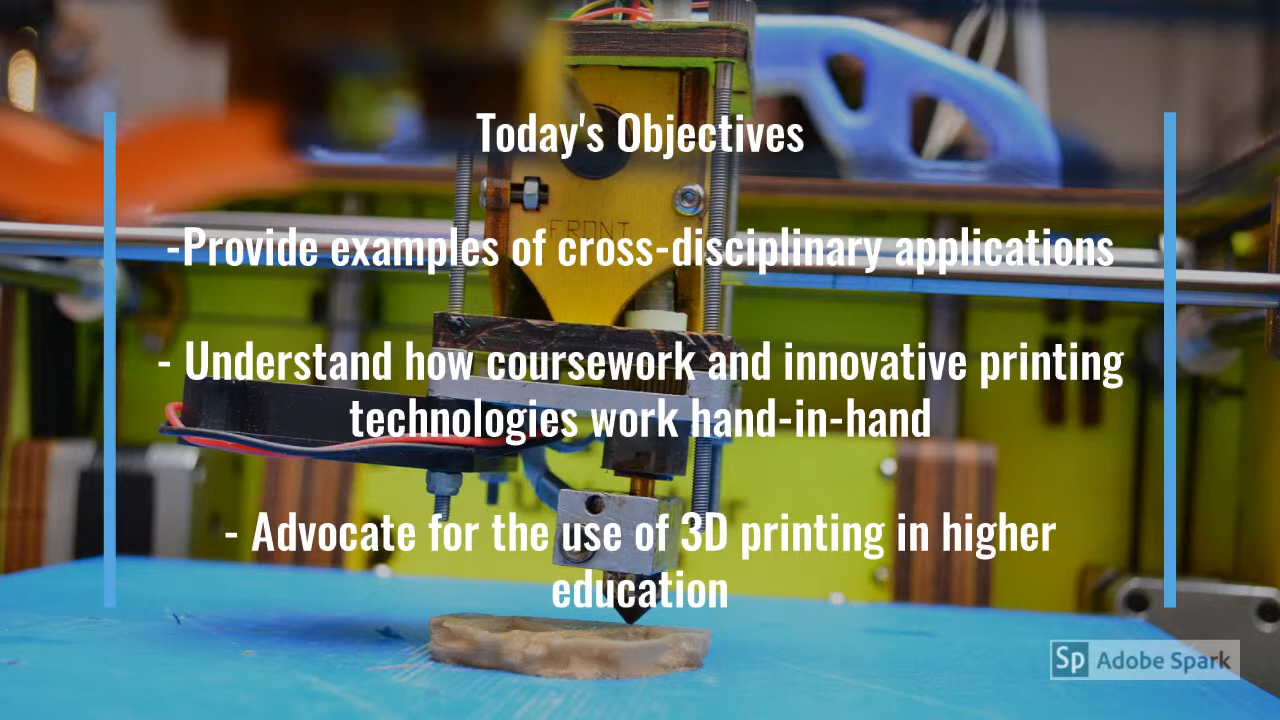 Today's Objectives
-Provide examples of cross-disciplinary applications
- Understand how coursework and innovative printing
technologies work hand-in-hand
- Advocate for the use of 3D printing in higher
education
FRONT
Sp Adobe Spark